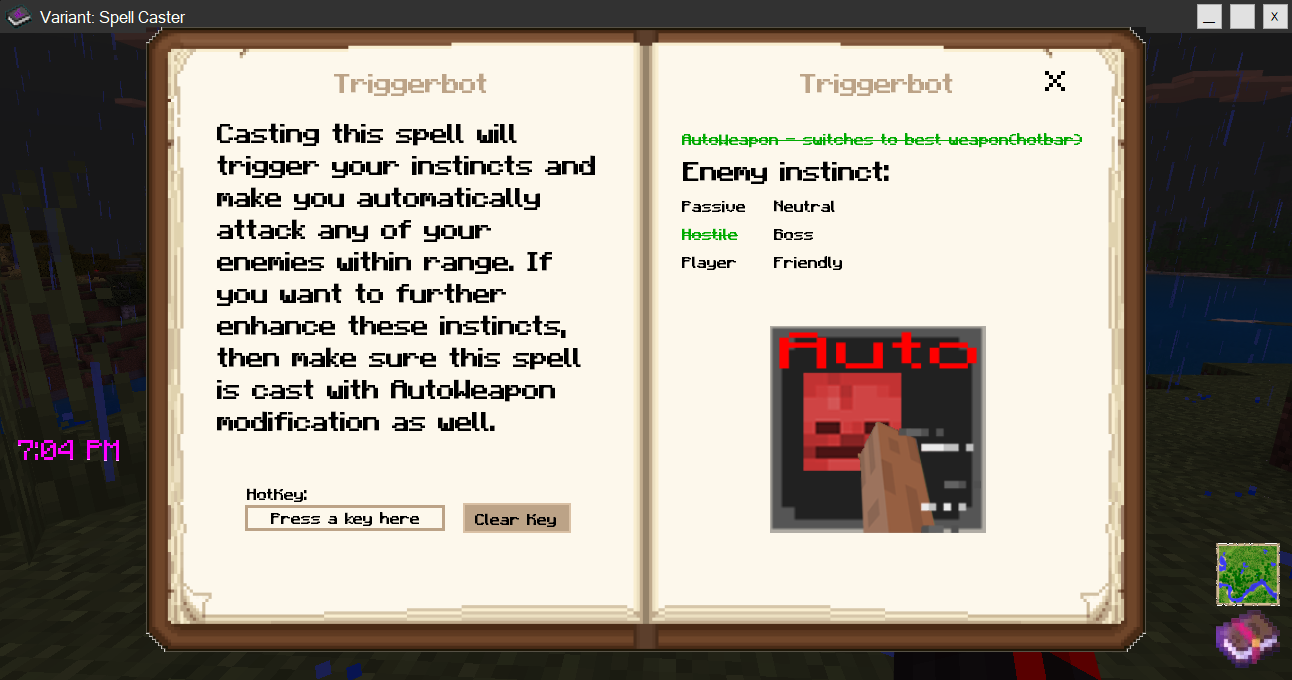 Variant: Spell Caster
Triggerbot
Casting this spell will
trigger your instincts and
make you automatically
attack any of your
enemies within range. If
you want to further
enhance these instincts,
then make sure this spell
is cast with AutoWeapon
modification as well.
HotKey:
Press a key here
Clear Key
Triggerbot
X
AutoWeapon - switches to best weapon(hotbar)
Enemy instinct:
Passive Neutral
Hostile Boss
Player Friendly
Auto
7:04 PM